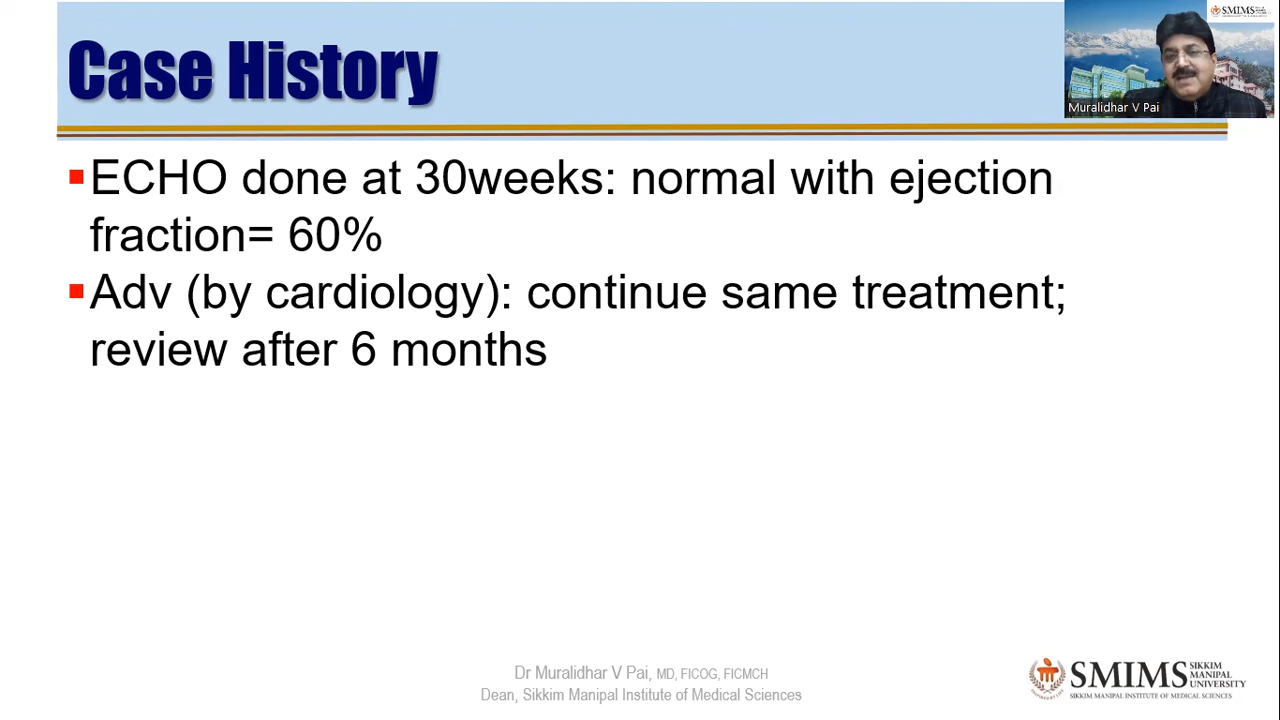 Case History
SMIMS
Muralidhar V Pai
▪ECHO done at 30weeks: normal with ejection
fraction= 60%
▪Adv (by cardiology): continue same treatment;
review after 6 months
Dr Muralidhar V Pai, MD, FICOG, FICMCH
Dean, Sikkim Manipal Institute of Medical Sciences
SMIMS
SIKKIM
MANIPAL
UNIVERSITY
SIKKIM MANIPAL INSTITUTE OF MEDICAL SCIENCES